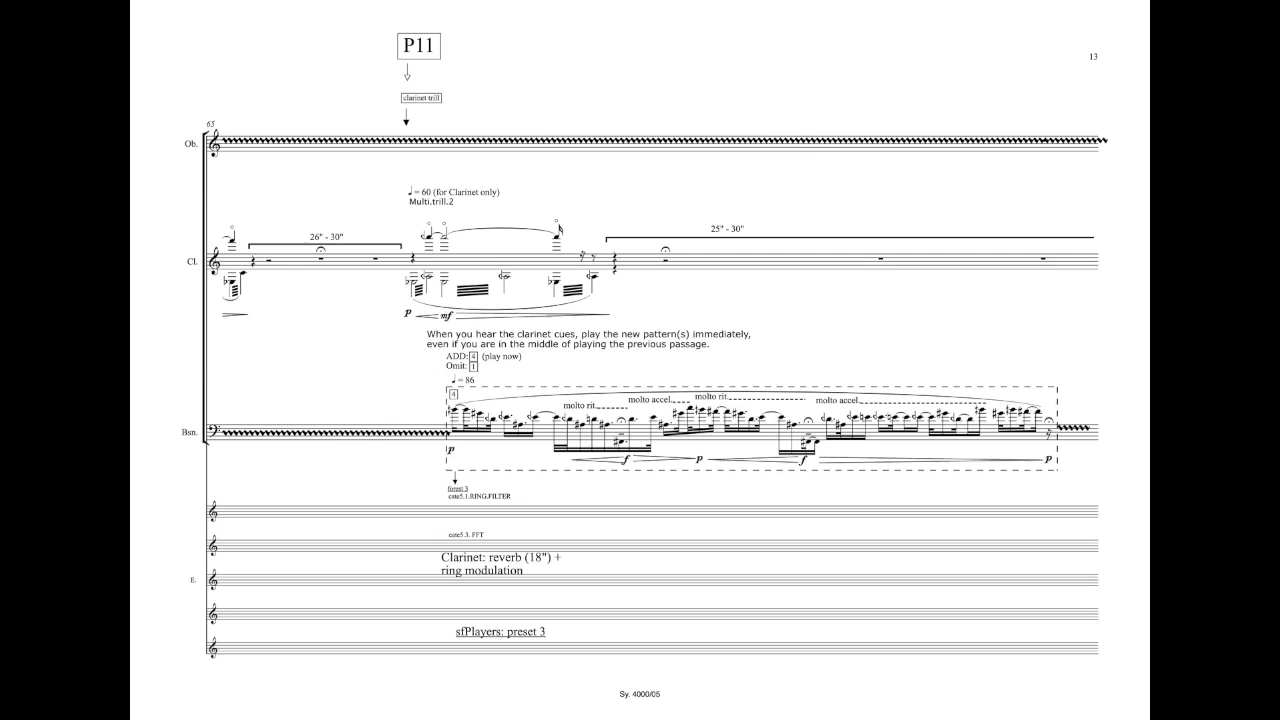 P11
13
clarinet trill
65
Ob.
♩ = 60 (for Clarinet only)
Multi.trill.2
26" - 30"
25" - 30"
Cl.
p mf
When you hear the clarinet cues, play the new pattern(s) immediately,
even if you are in the middle of playing the previous passage.
ADD: 4 (play now)
Omit: 1
♩ = 86
4
molto rit. molto accel. molto rit. molto accel.
Bsn.
p f p f p
forest 3
cate5.1.RING.FILTER
cate5.3. FFT
Clarinet: reverb (18") +
ring modulation
E.
sfPlayers: preset 3
Sy. 4000/05